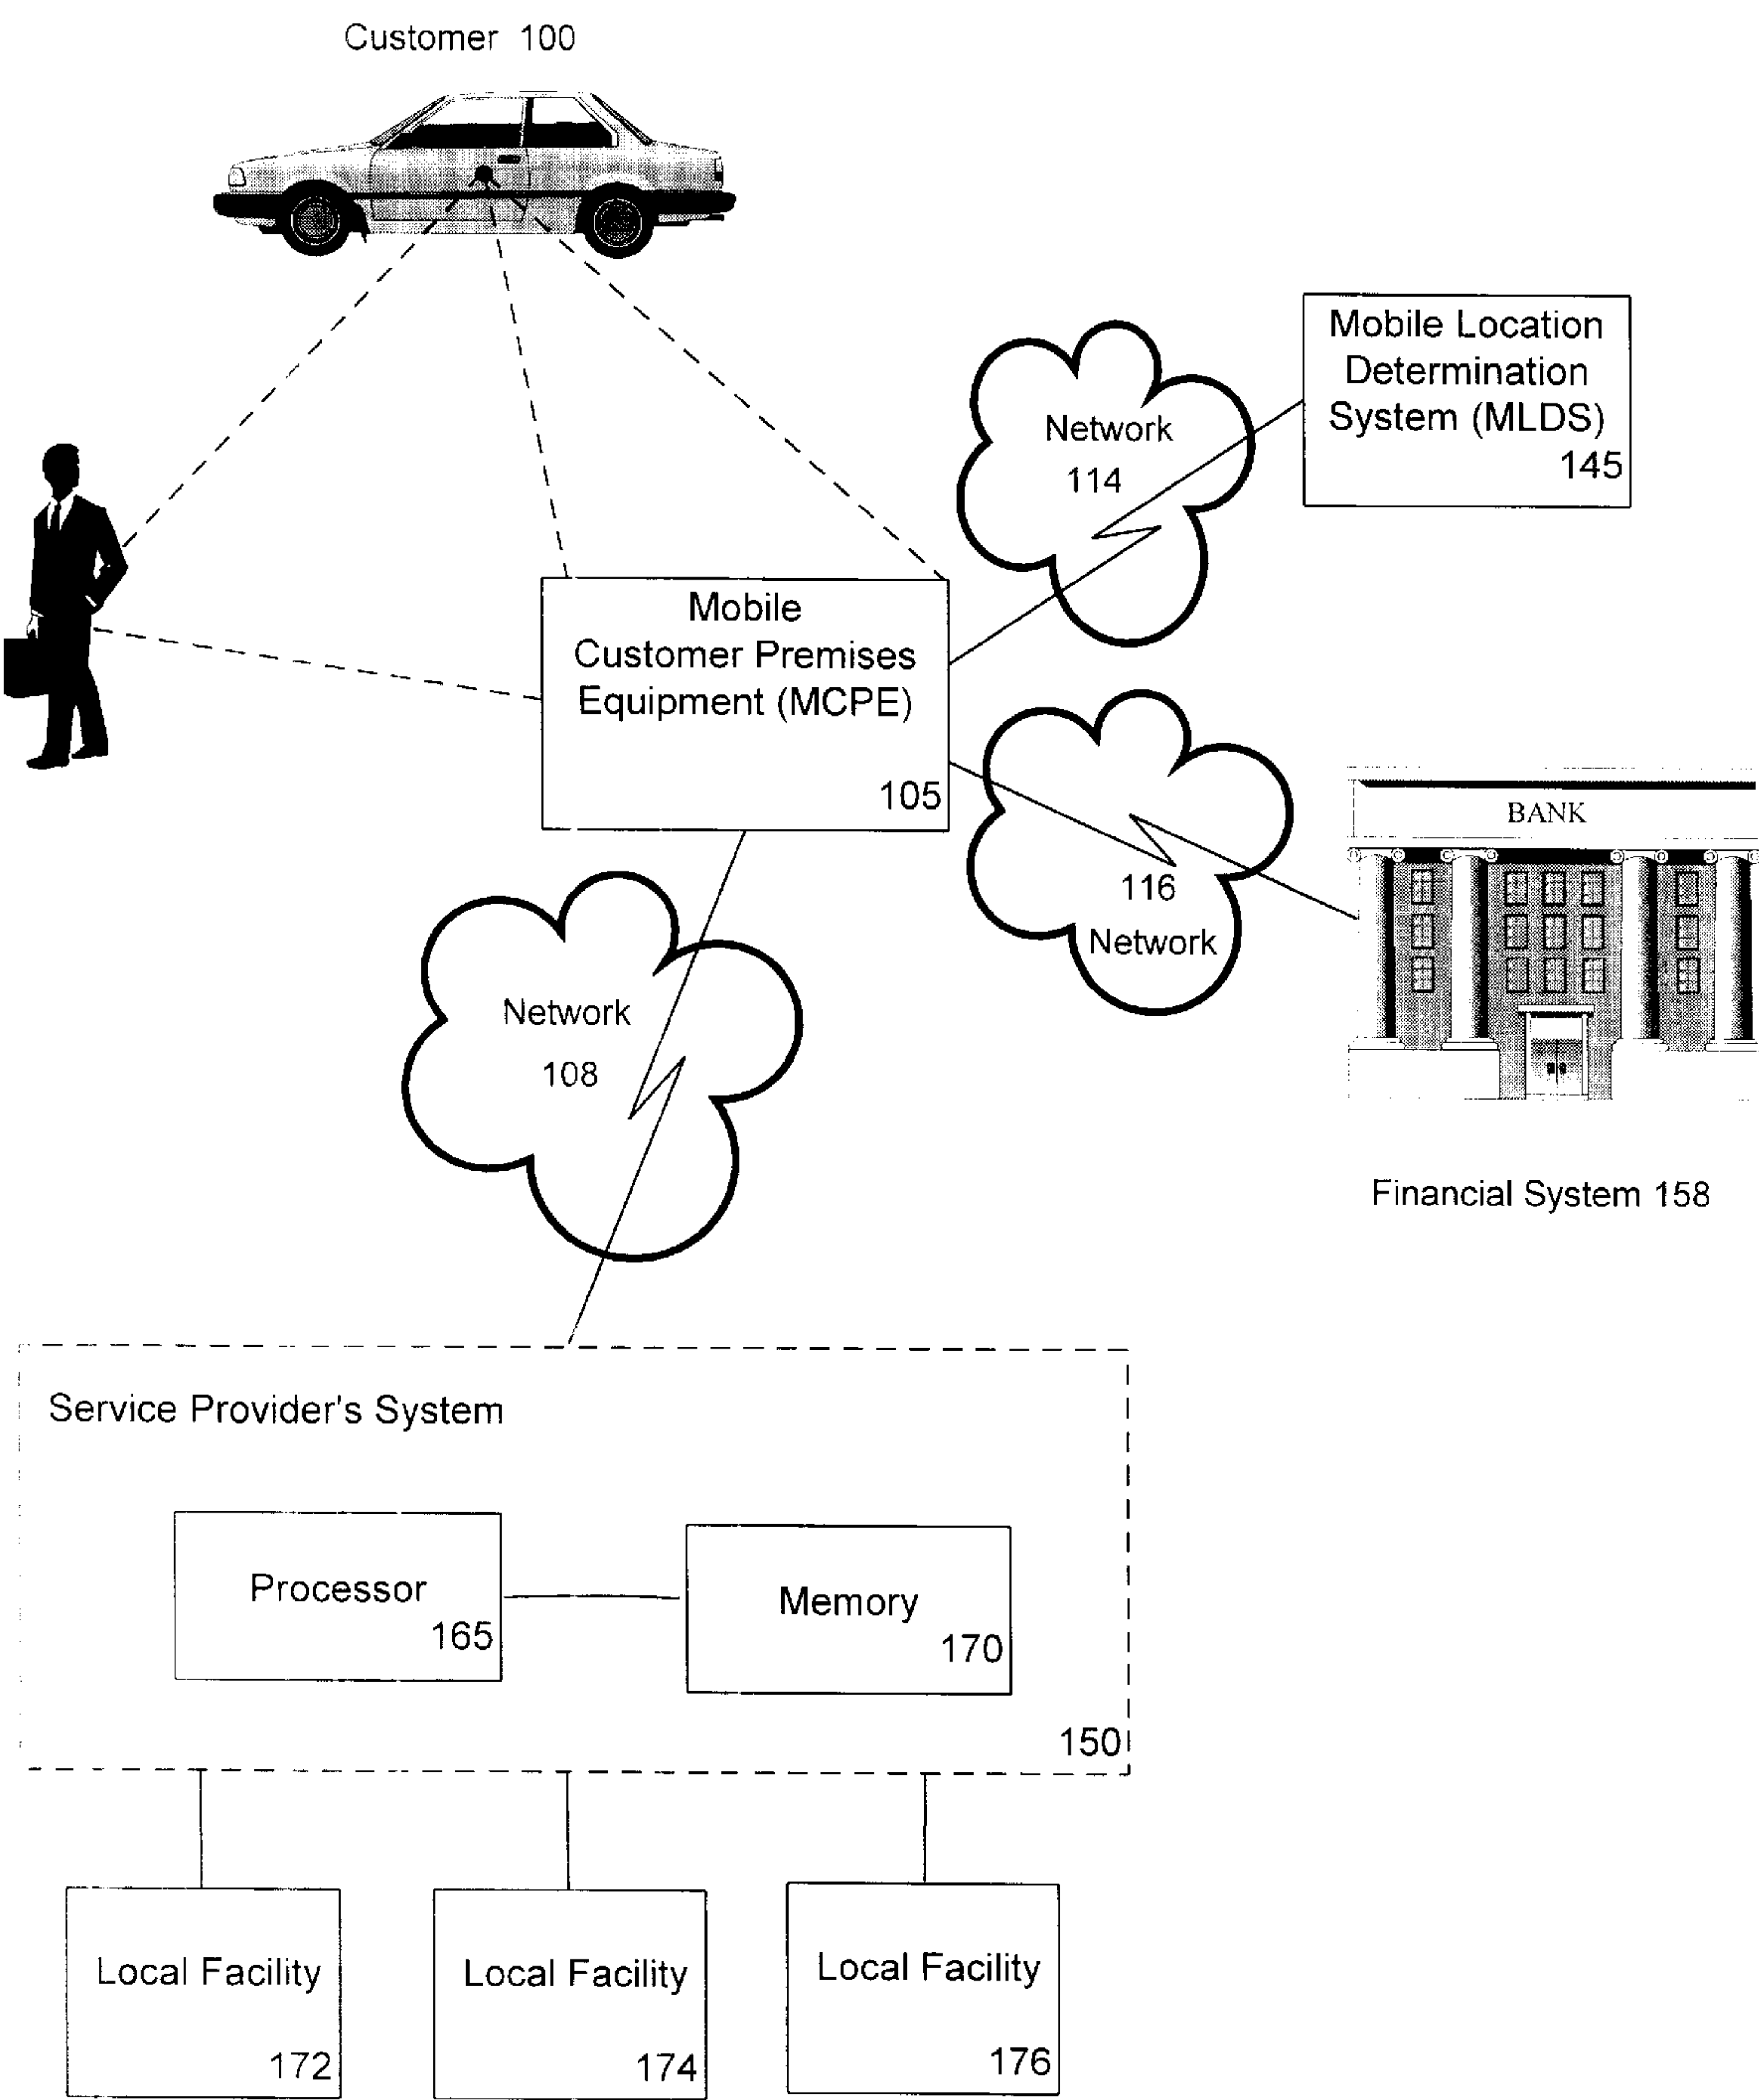 Customer 100
Mobile Location
Determination
System (MLDS)
145
Network
114
Mobile
Customer Premises
Equipment (MCPE)
105
BANK
116
Network
Network
108
Financial System 158
Service Provider's System
Processor
165
Memory
170
150
Local Facility
172
Local Facility
174
Local Facility
176